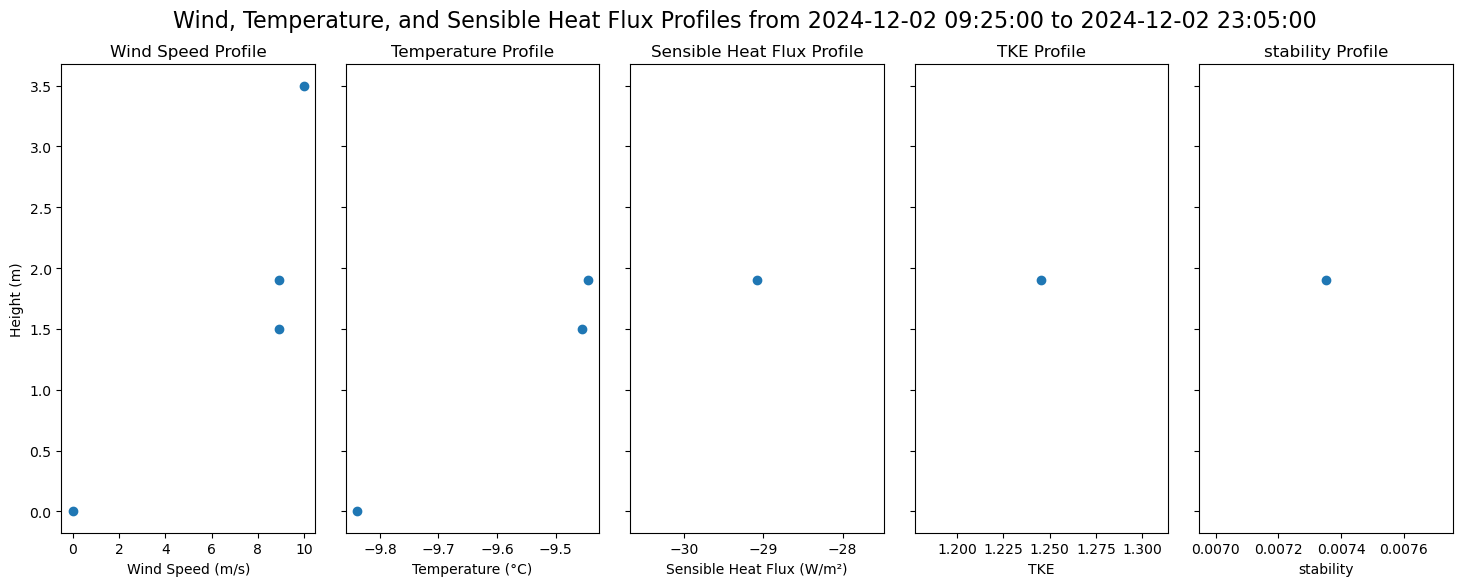 Wind, Temperature, and Sensible Heat Flux Profiles from 2024-12-02 09:25:00 to 2024-12-02 23:05:00
Wind Speed Profile
Temperature Profile
Sensible Heat Flux Profile
TKE Profile
stability Profile
Height (m)
3.5
3.0
2.5
2.0
1.5
1.0
0.5
0.0
0 2 4 6 8 10
−9.8 −9.7 −9.6 −9.5
−30 −29 −28
1.200 1.225 1.250 1.275 1.300
0.0070 0.0072 0.0074 0.0076
Wind Speed (m/s)
Temperature (°C)
Sensible Heat Flux (W/m²)
TKE
stability